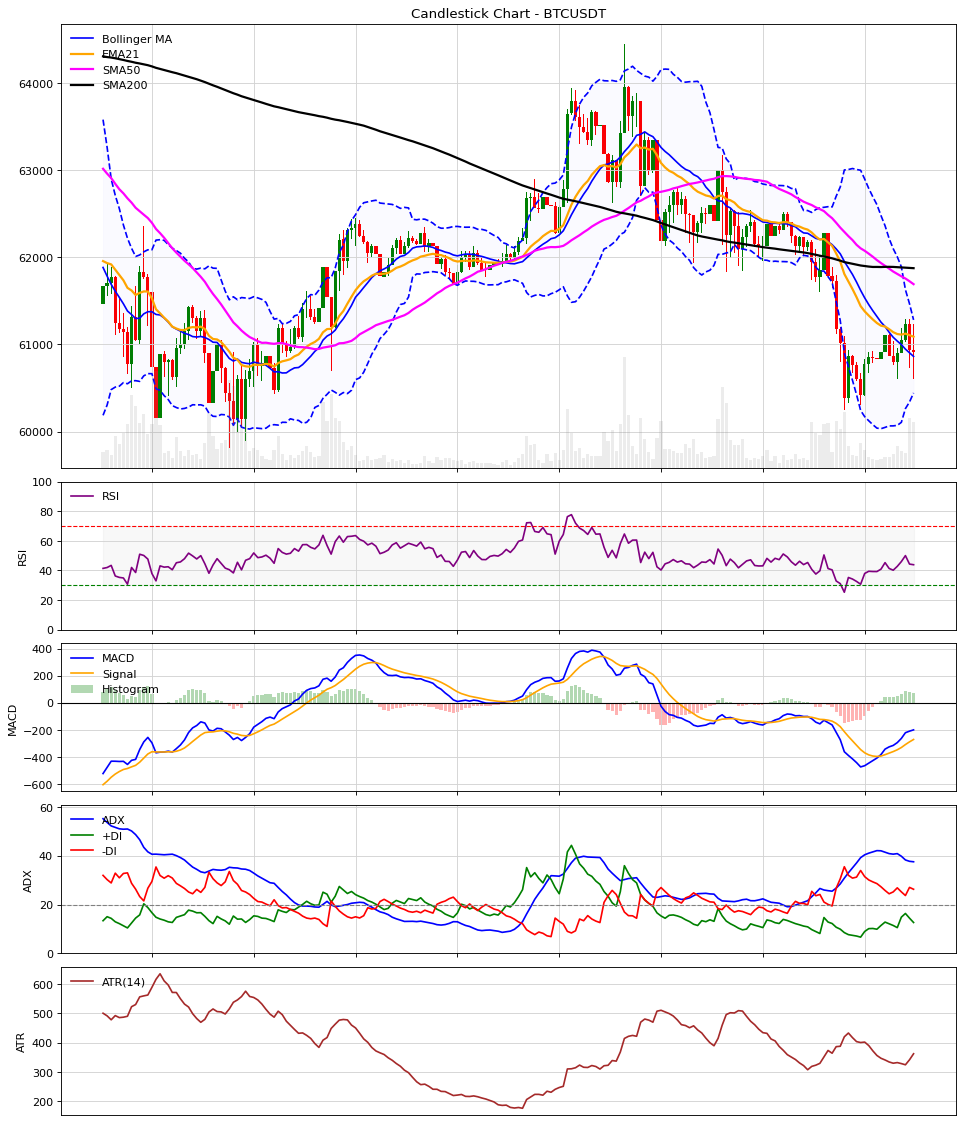 Candlestick Chart - BTCUSDT
Bollinger MA
EMA21
SMA50
SMA200
64000
63000
62000
61000
60000
RSI
100
80
60
40
20
0
RSI
MACD
Signal
Histogram
400
200
0
−200
−400
−600
MACD
ADX
+DI
-DI
60
40
20
0
ADX
ATR(14)
600
500
400
300
200
ATR